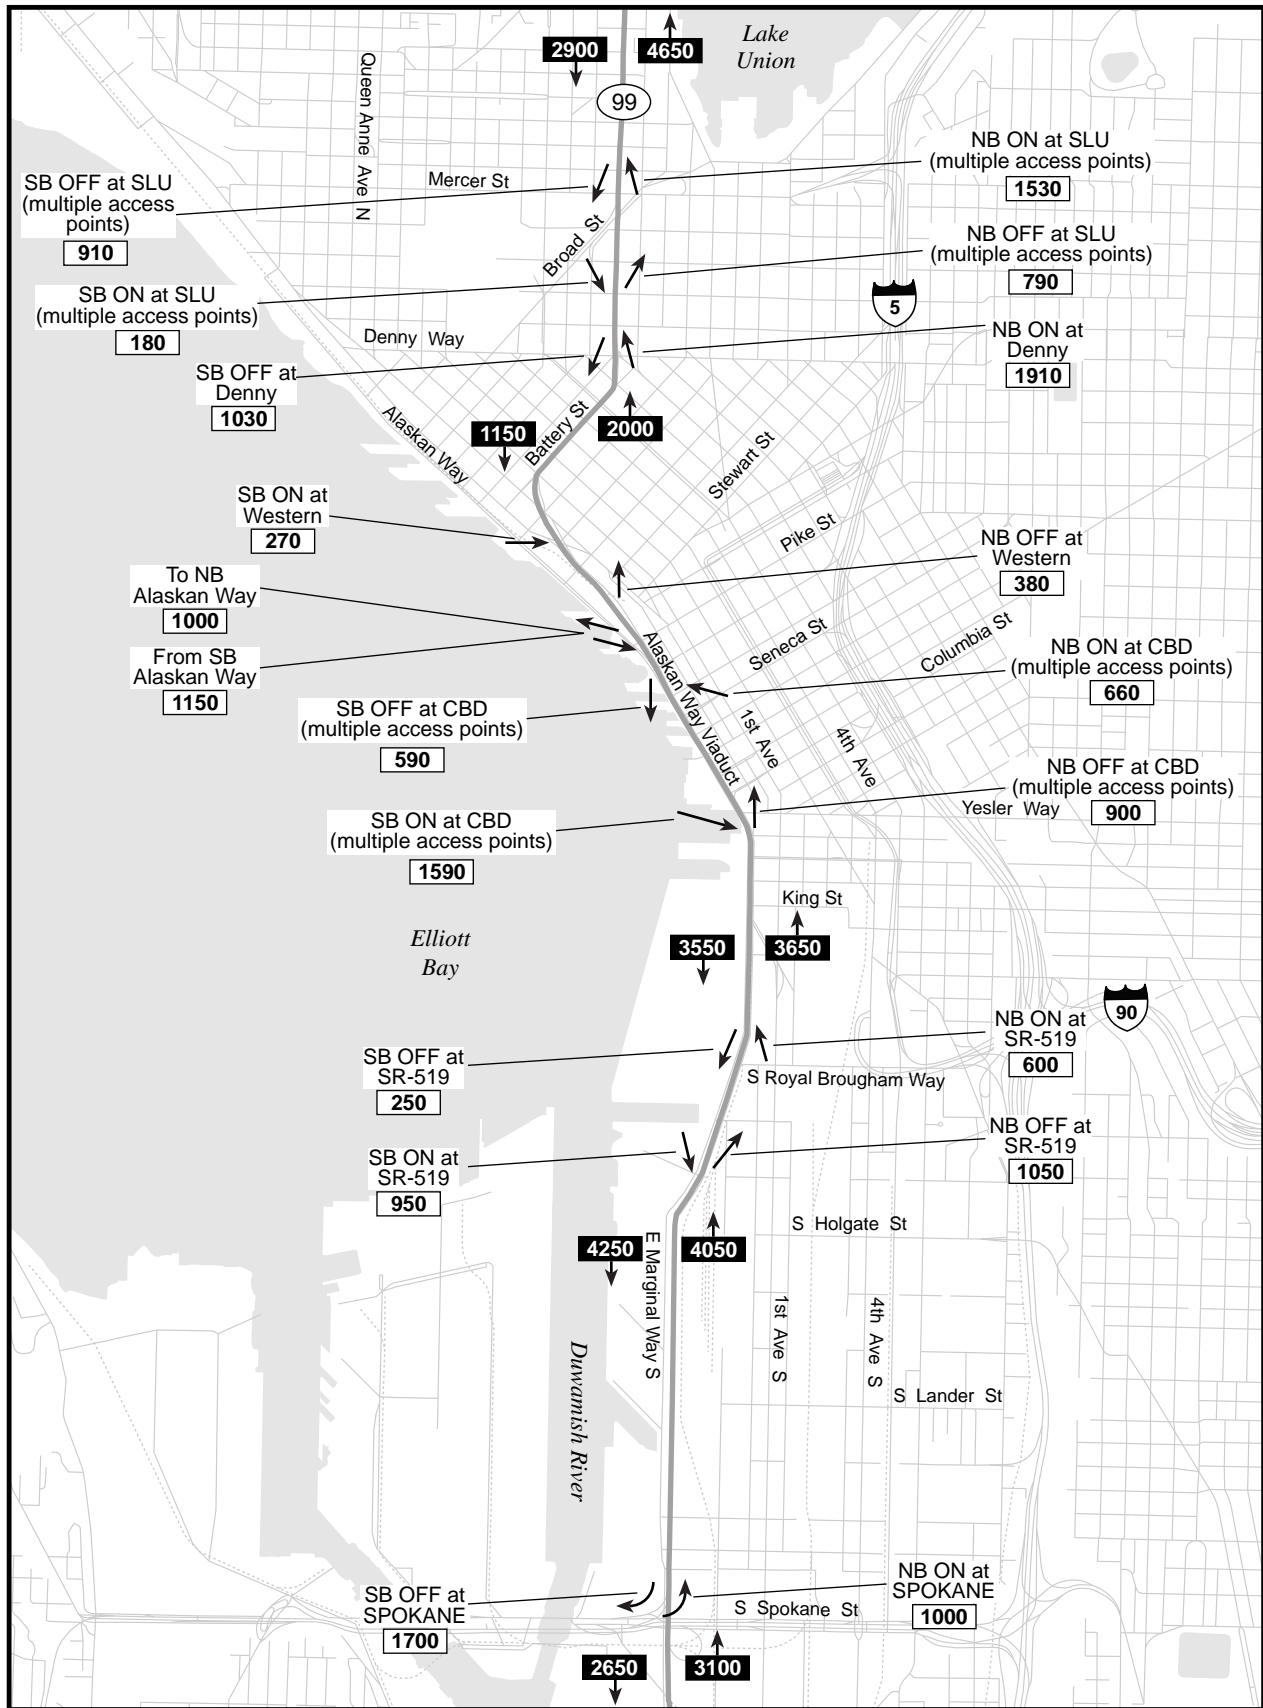 Lake
Union
2900
4650
99
Queen Anne Ave N
Mercer St
NB ON at SLU
(multiple access points)
1530
SB OFF at SLU
(multiple access
points)
910
Broad St
NB OFF at SLU
(multiple access points)
790
SB ON at SLU
(multiple access points)
180
5
Denny Way
NB ON at
Denny
1910
SB OFF at
Denny
1030
Alaskan Way
1150
Battery St
2000
Stewart St
SB ON at
Western
270
Pike St
NB OFF at
Western
380
To NB
Alaskan Way
1000
From SB
Alaskan Way
1150
Alaskan Way Viaduct
Seneca St
Columbia St
NB ON at CBD
(multiple access points)
660
SB OFF at CBD
(multiple access points)
590
1st Ave
4th Ave
NB OFF at CBD
(multiple access points)
900
Yesler Way
SB ON at CBD
(multiple access points)
1590
King St
Elliott
Bay
3550
3650
90
NB ON at
SR-519
600
SB OFF at
SR-519
250
S Royal Brougham Way
NB OFF at
SR-519
1050
SB ON at
SR-519
950
S Holgate St
4250
4050
E Marginal Way S
1st Ave S
4th Ave S
Duwamish River
S Lander St
SB OFF at
SPOKANE
1700
NB ON at
SPOKANE
1000
S Spokane St
2650
3100